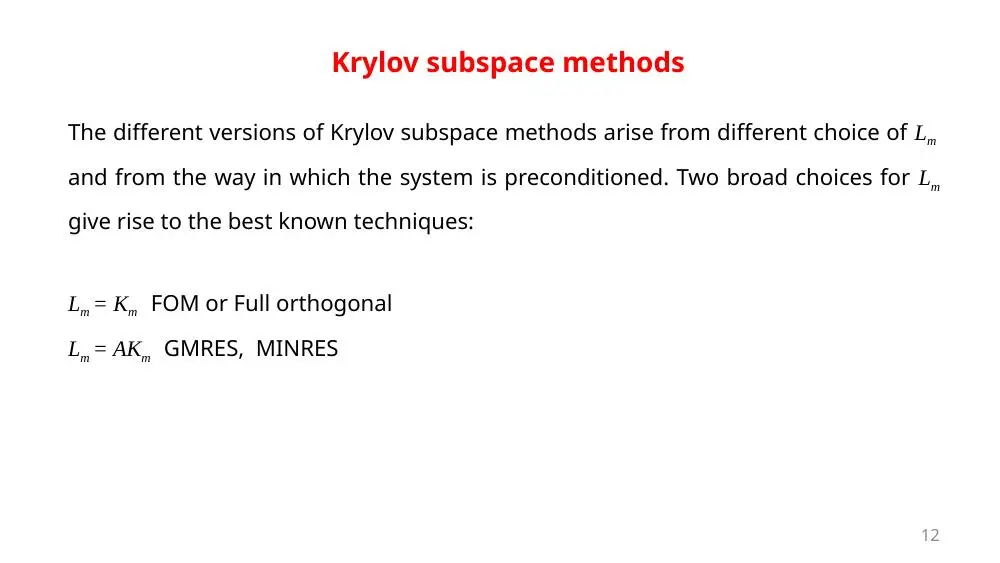 Krylov subspace methods
The different versions of Krylov subspace methods arise from different choice of Lm
and from the way in which the system is preconditioned. Two broad choices for Lm
give rise to the best known techniques:
Lm = Km FOM or Full orthogonal
Lm = AKm GMRES, MINRES
12